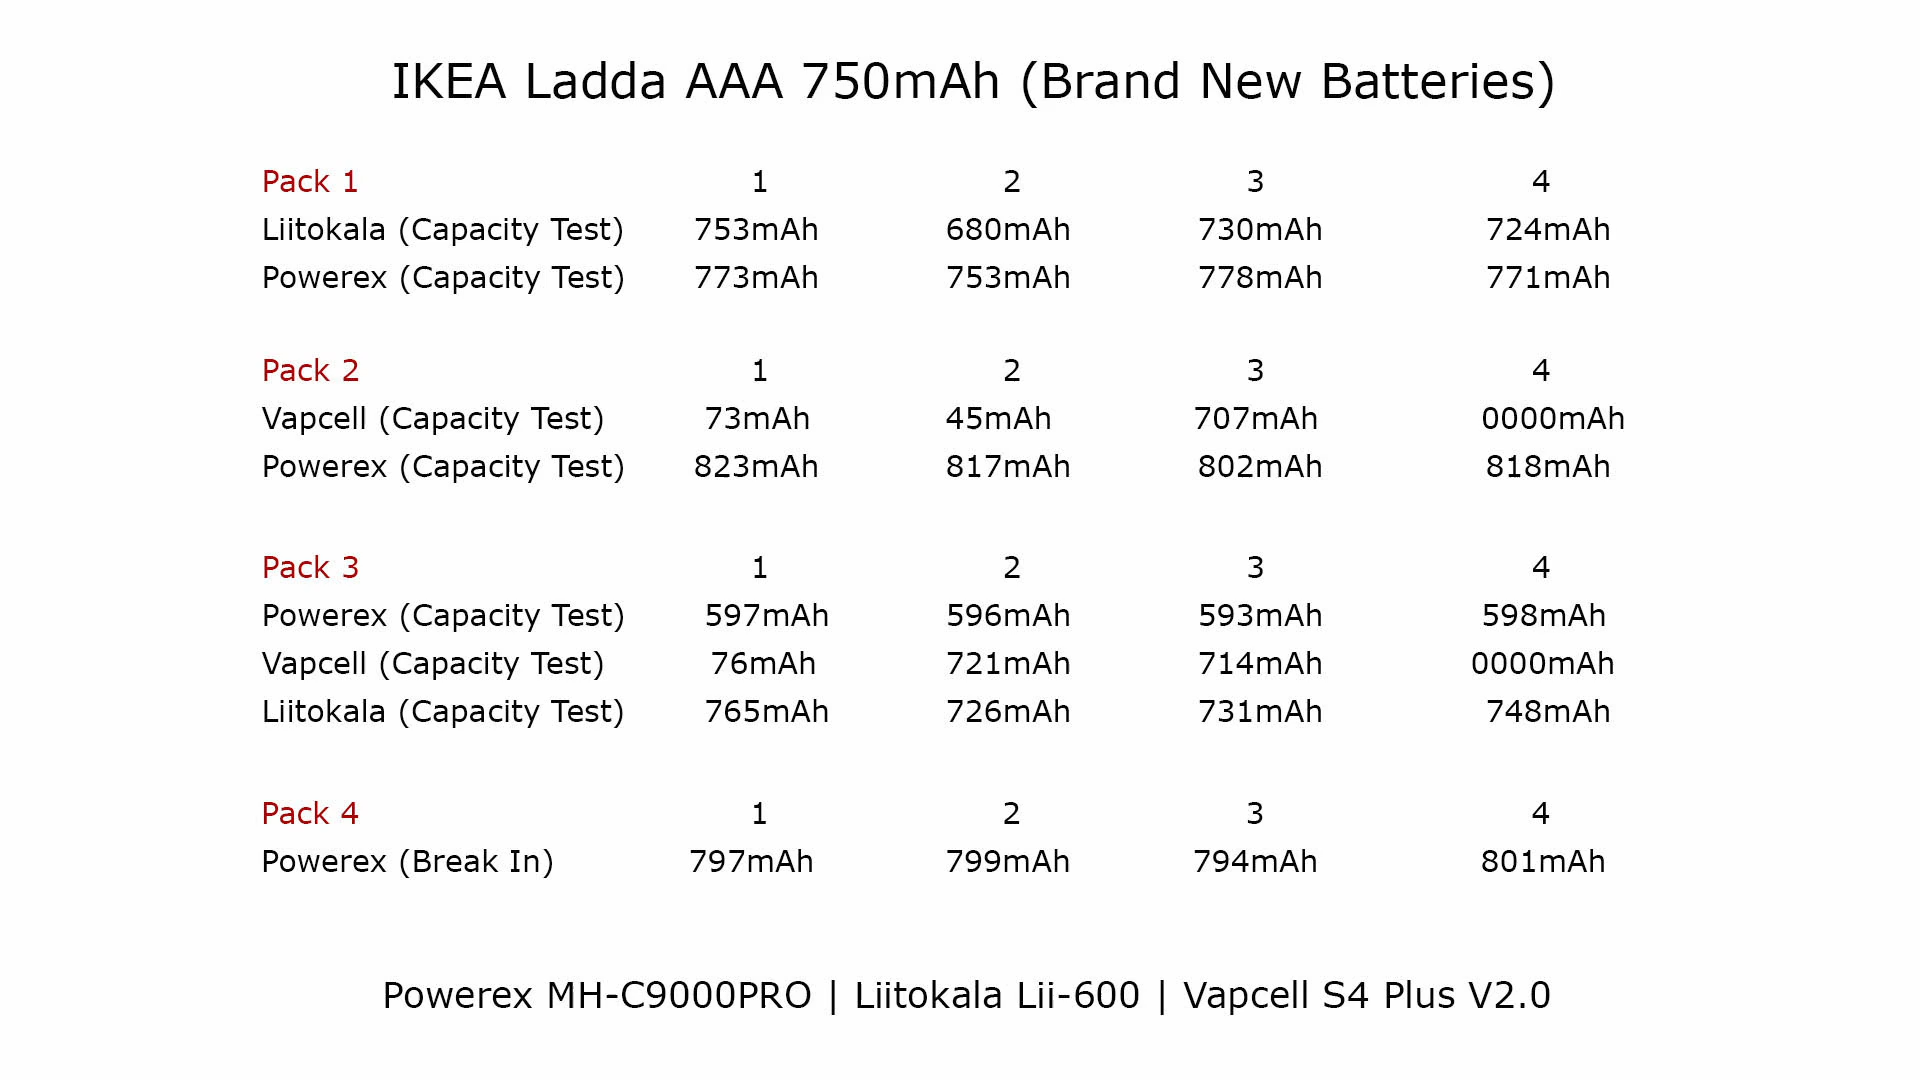 IKEA Ladda AAA 750mAh (Brand New Batteries)
Pack 1 1 2 3 4
Liitokala (Capacity Test) 753mAh 680mAh 730mAh 724mAh
Powerex (Capacity Test) 773mAh 753mAh 778mAh 771mAh
Pack 2 1 2 3 4
Vapcell (Capacity Test) 73mAh 45mAh 707mAh 0000mAh
Powerex (Capacity Test) 823mAh 817mAh 802mAh 818mAh
Pack 3 1 2 3 4
Powerex (Capacity Test) 597mAh 596mAh 593mAh 598mAh
Vapcell (Capacity Test) 76mAh 721mAh 714mAh 0000mAh
Liitokala (Capacity Test) 765mAh 726mAh 731mAh 748mAh
Pack 4 1 2 3 4
Powerex (Break In) 797mAh 799mAh 794mAh 801mAh
Powerex MH-C9000PRO | Liitokala Lii-600 | Vapcell S4 Plus V2.0